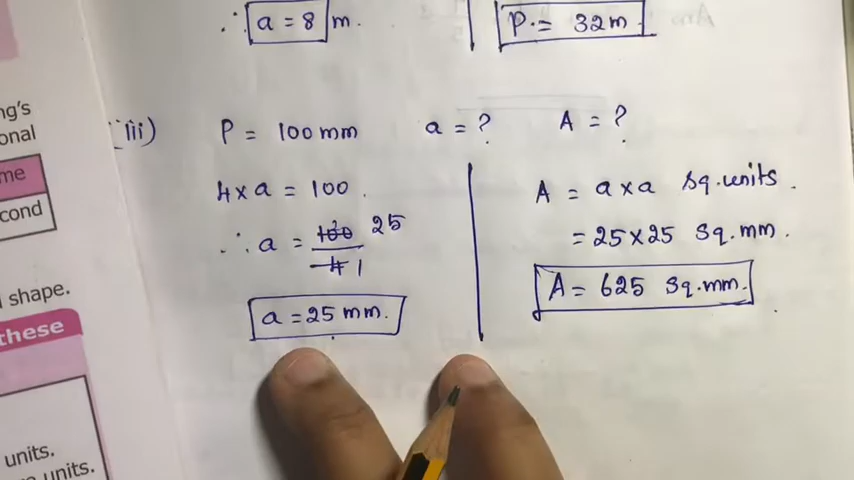 ∴ a = 8 m.
P = 32m
(iii) P = 100 mm a = ? A = ?
4 x a = 100
∴ a = 100/4 25 1
a = 25 mm.
A = a x a Sq. units.
= 25 x 25 Sq. mm.
A = 625 Sq. mm.
ng's
onal
me
cond
shape.
these
units.
units.